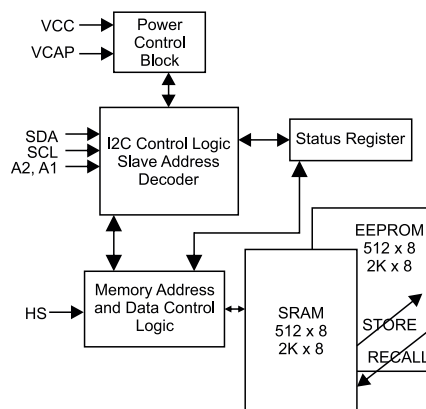 VCC
VCAP
Power
Control
Block
SDA
SCL
A2, A1
I2C Control Logic
Slave Address
Decoder
Status Register
EEPROM
512 x 8
2K x 8
HS
Memory Address
and Data Control
Logic
SRAM
512 x 8
2K x 8
STORE
RECALL